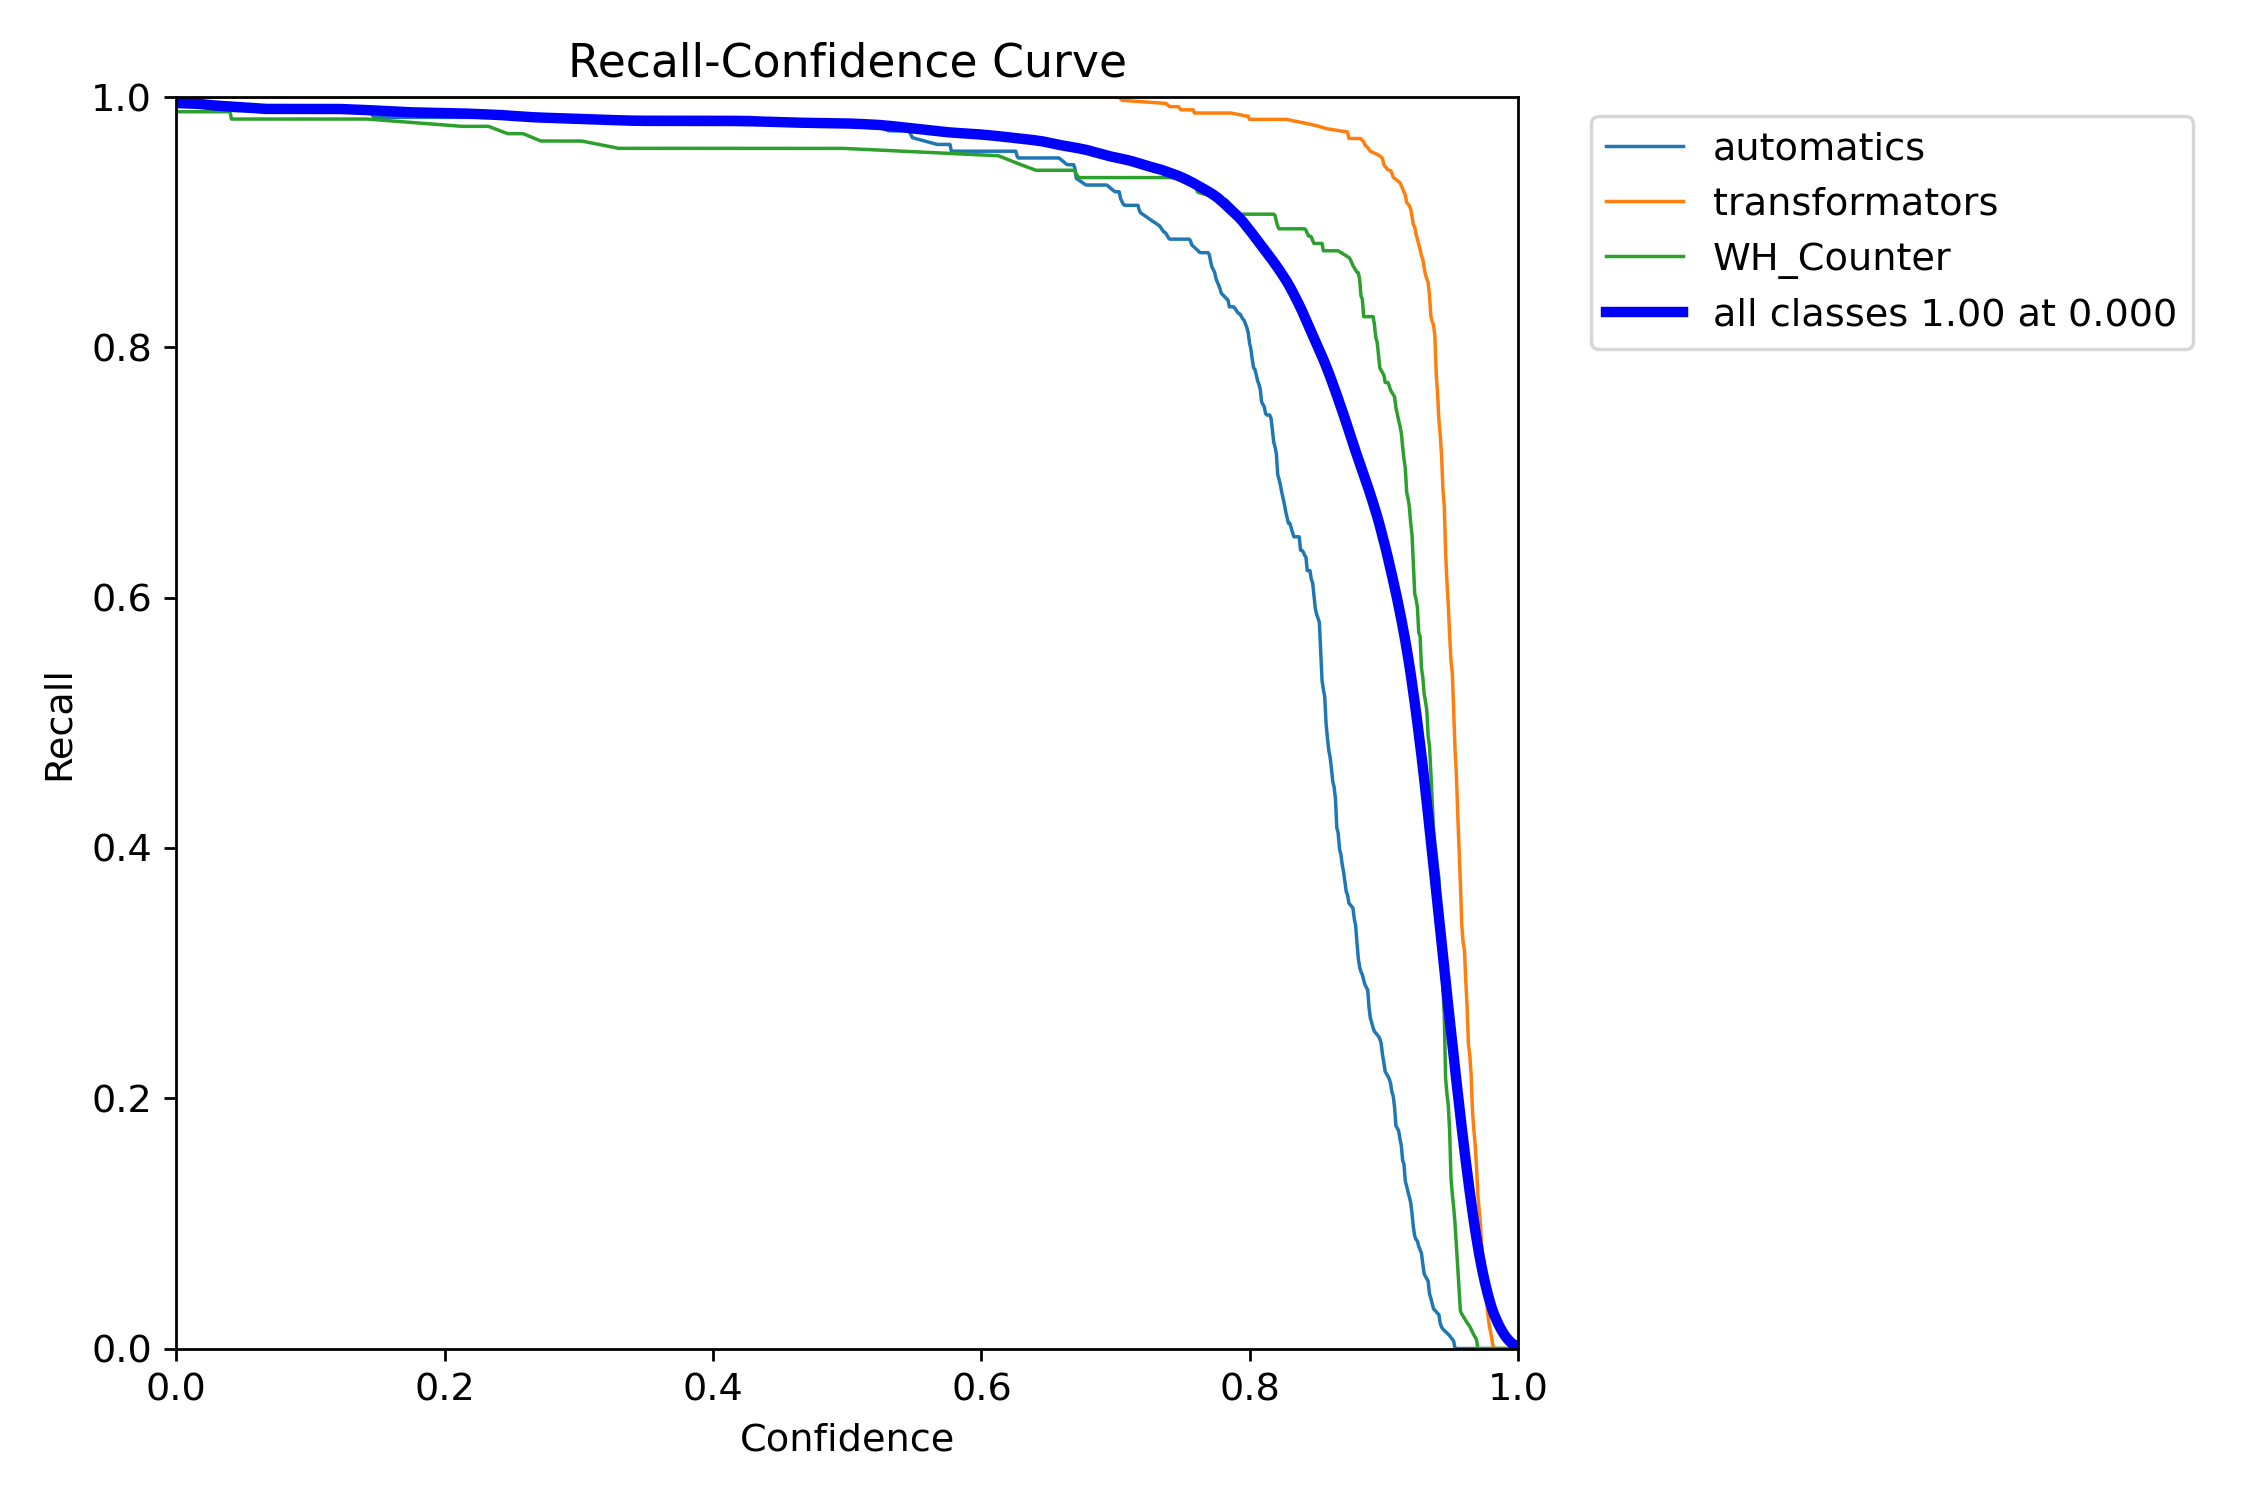 Recall-Confidence Curve
1.0
0.8
0.6
0.4
0.2
0.0
Recall
0.0 0.2 0.4 0.6 0.8 1.0
Confidence
automatics
transformators
WH_Counter
all classes 1.00 at 0.000